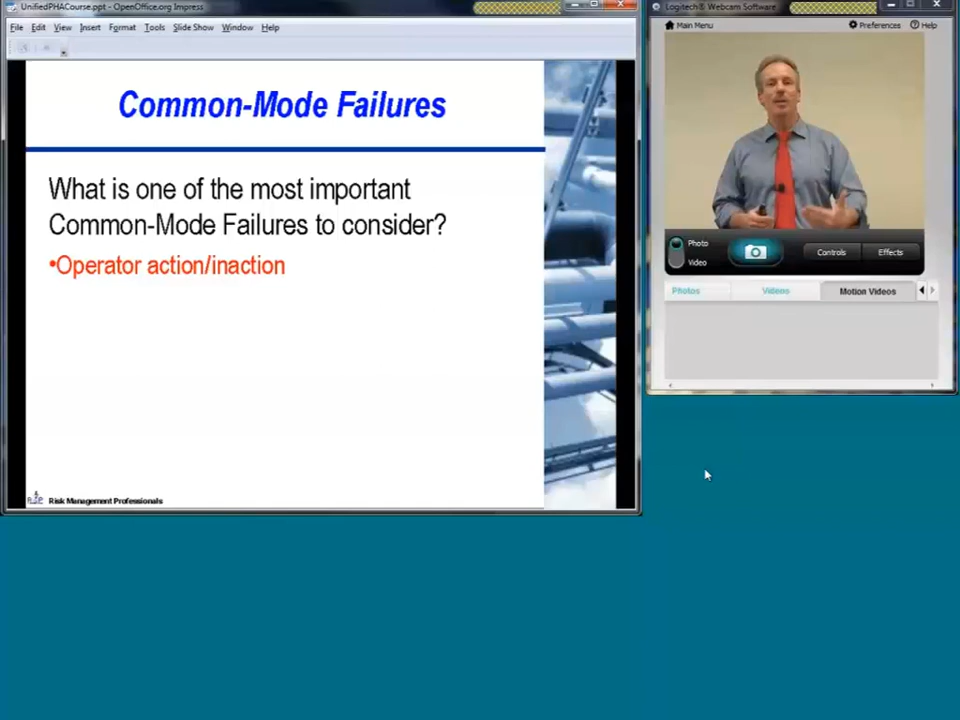 UnifiedPHACourse.ppt - OpenOffice.org Impress
File Edit View Insert Format Tools Slide Show Window Help
Common-Mode Failures
What is one of the most important
Common-Mode Failures to consider?
•Operator action/inaction
Risk Management Professionals
Logitech® Webcam Software
Main Menu
Preferences
Help
Photo
Video
Controls
Effects
Photos
Videos
Motion Videos